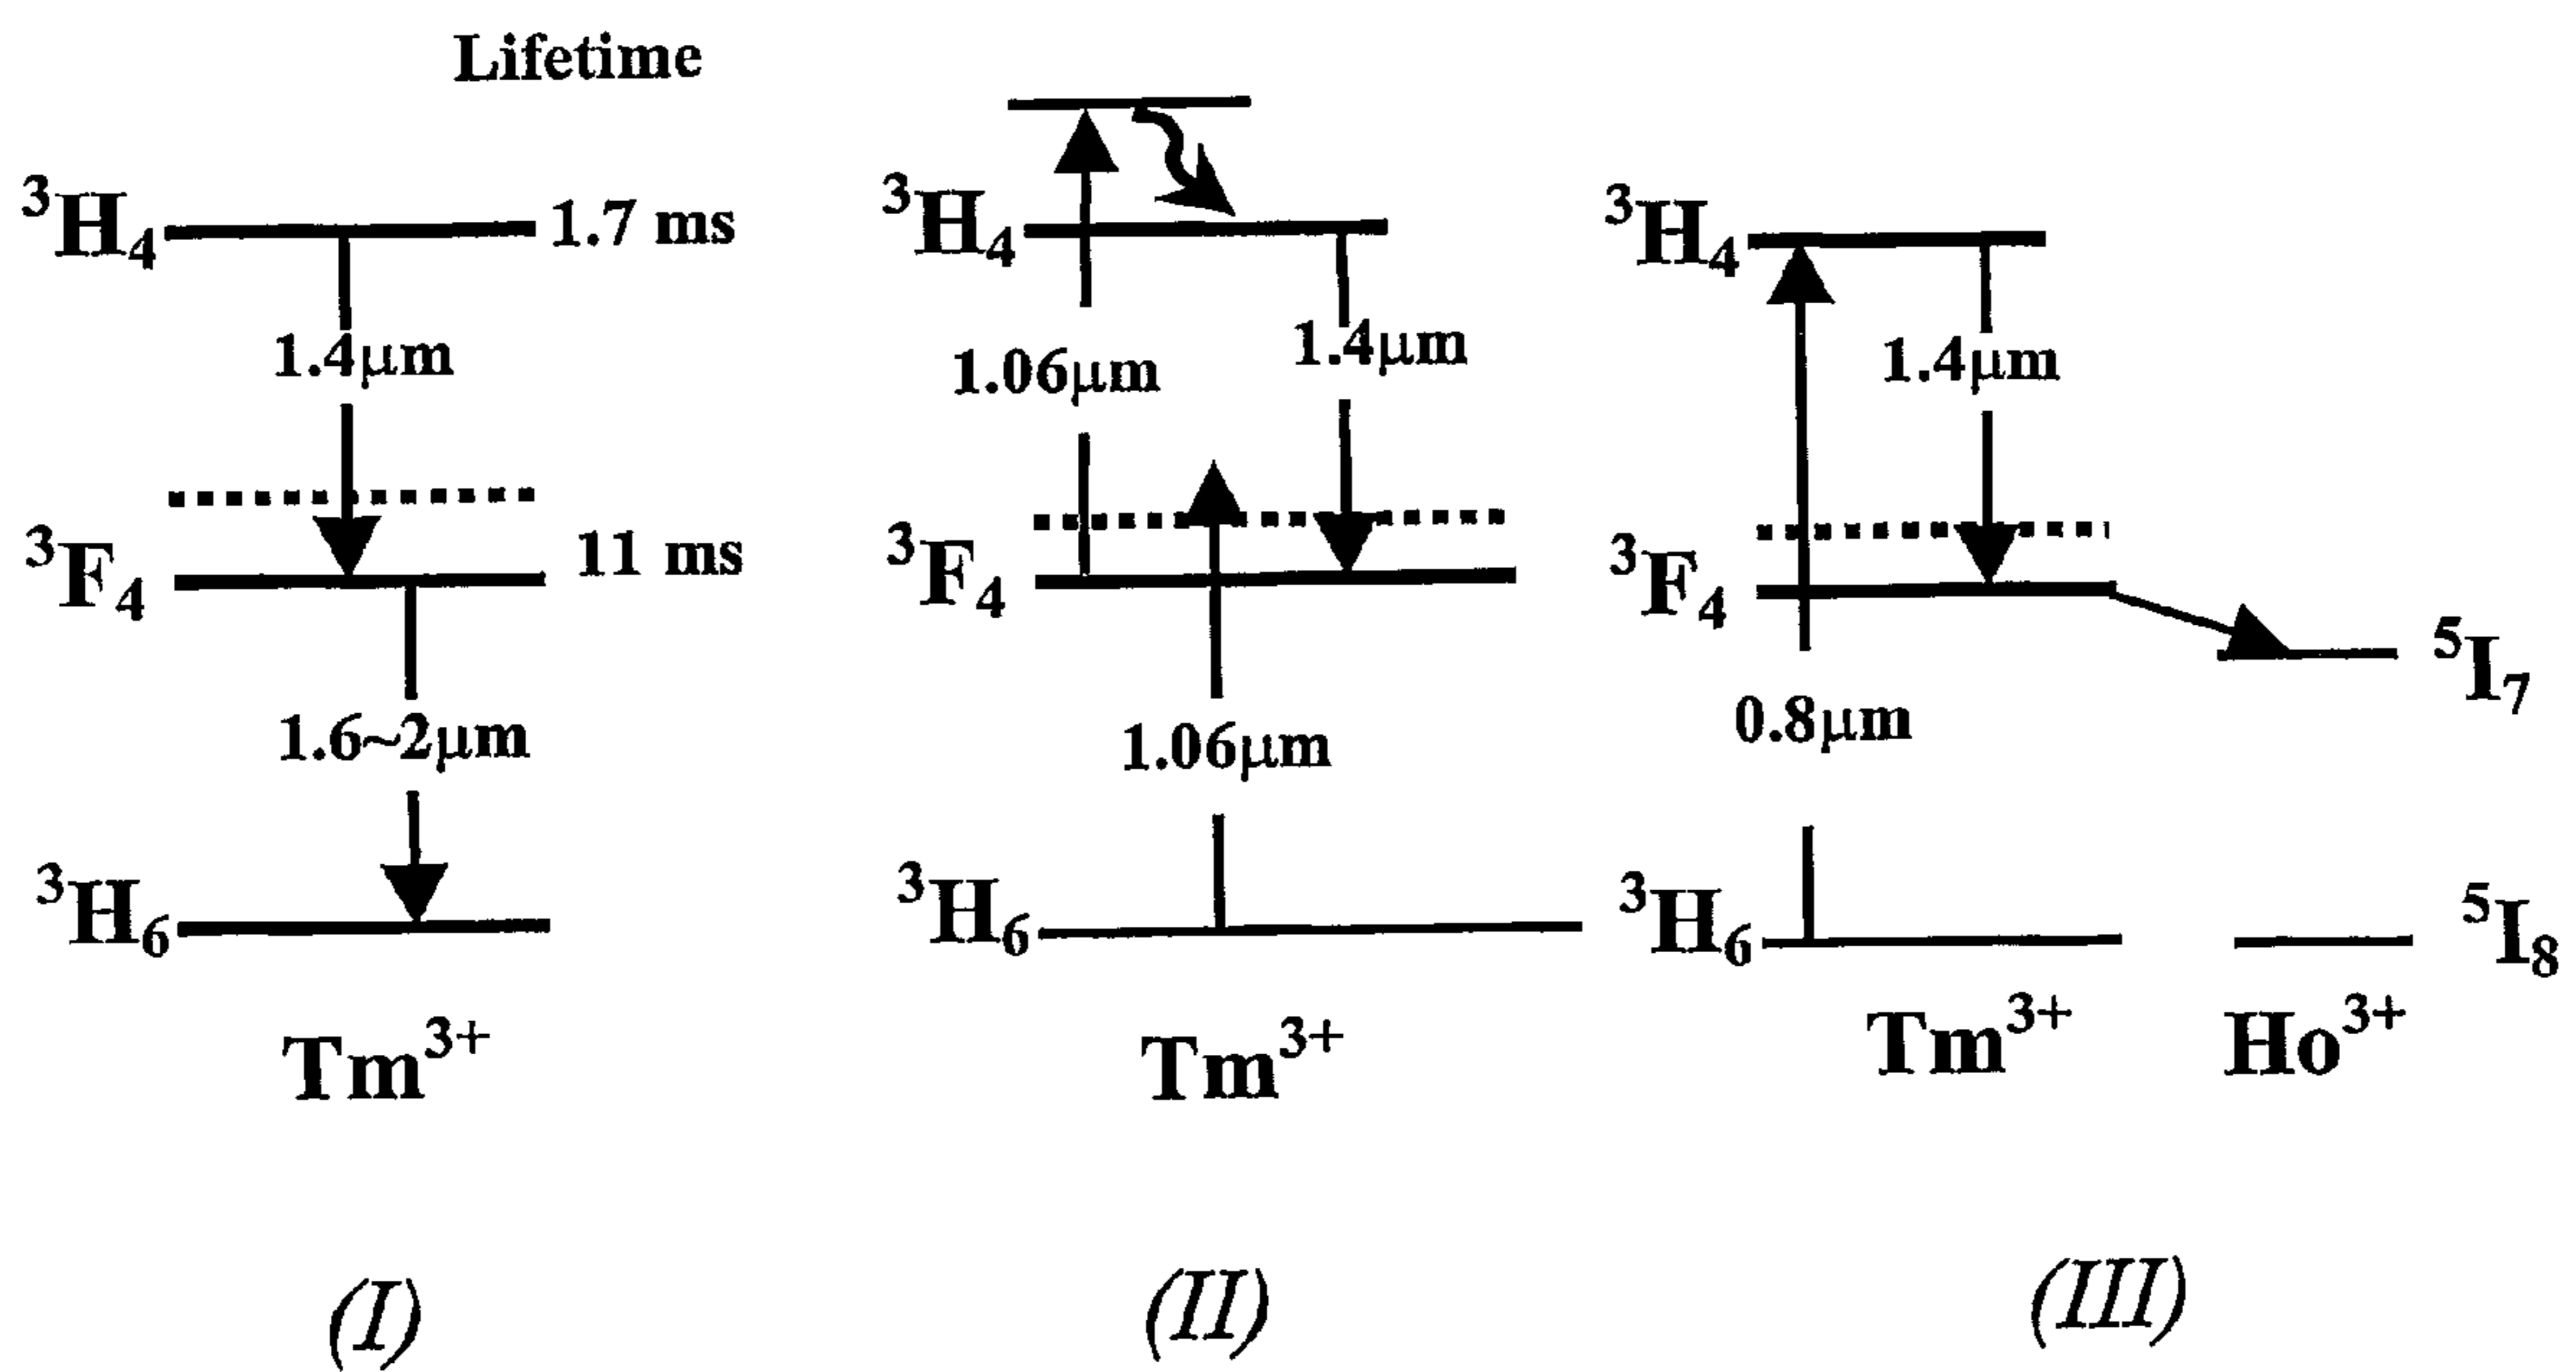 Lifetime
³H₄ 1.7 ms
1.4μm
³F₄ 11 ms
1.6~2μm
³H₆
Tm³⁺
(I)
³H₄
1.06μm 1.4μm
³F₄
1.06μm
³H₆
Tm³⁺
(II)
³H₄
1.4μm
³F₄
⁵I₇
0.8μm
³H₆ ⁵I₈
Tm³⁺ Ho³⁺
(III)